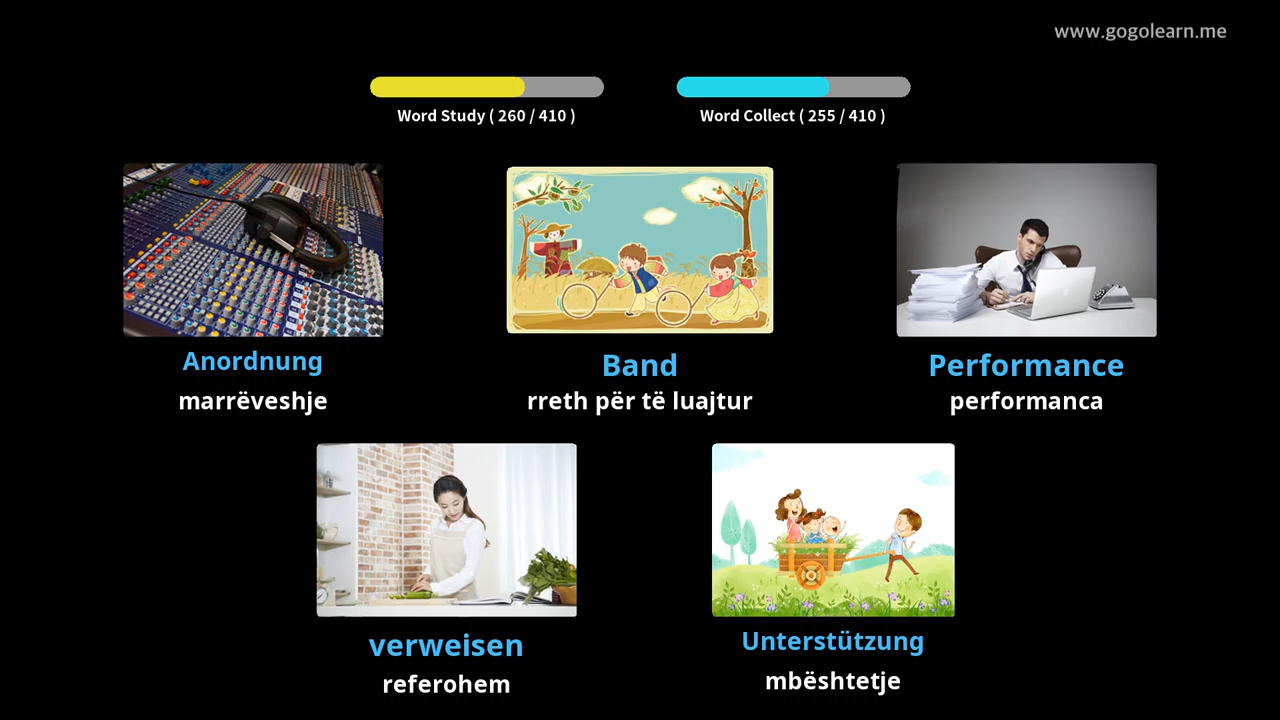 www.gogolearn.me
Word Study ( 260 / 410 )
Word Collect ( 255 / 410 )
Anordnung
marrëveshje
Band
rreth për të luajtur
Performance
performanca
verweisen
referohem
Unterstützung
mbështetje